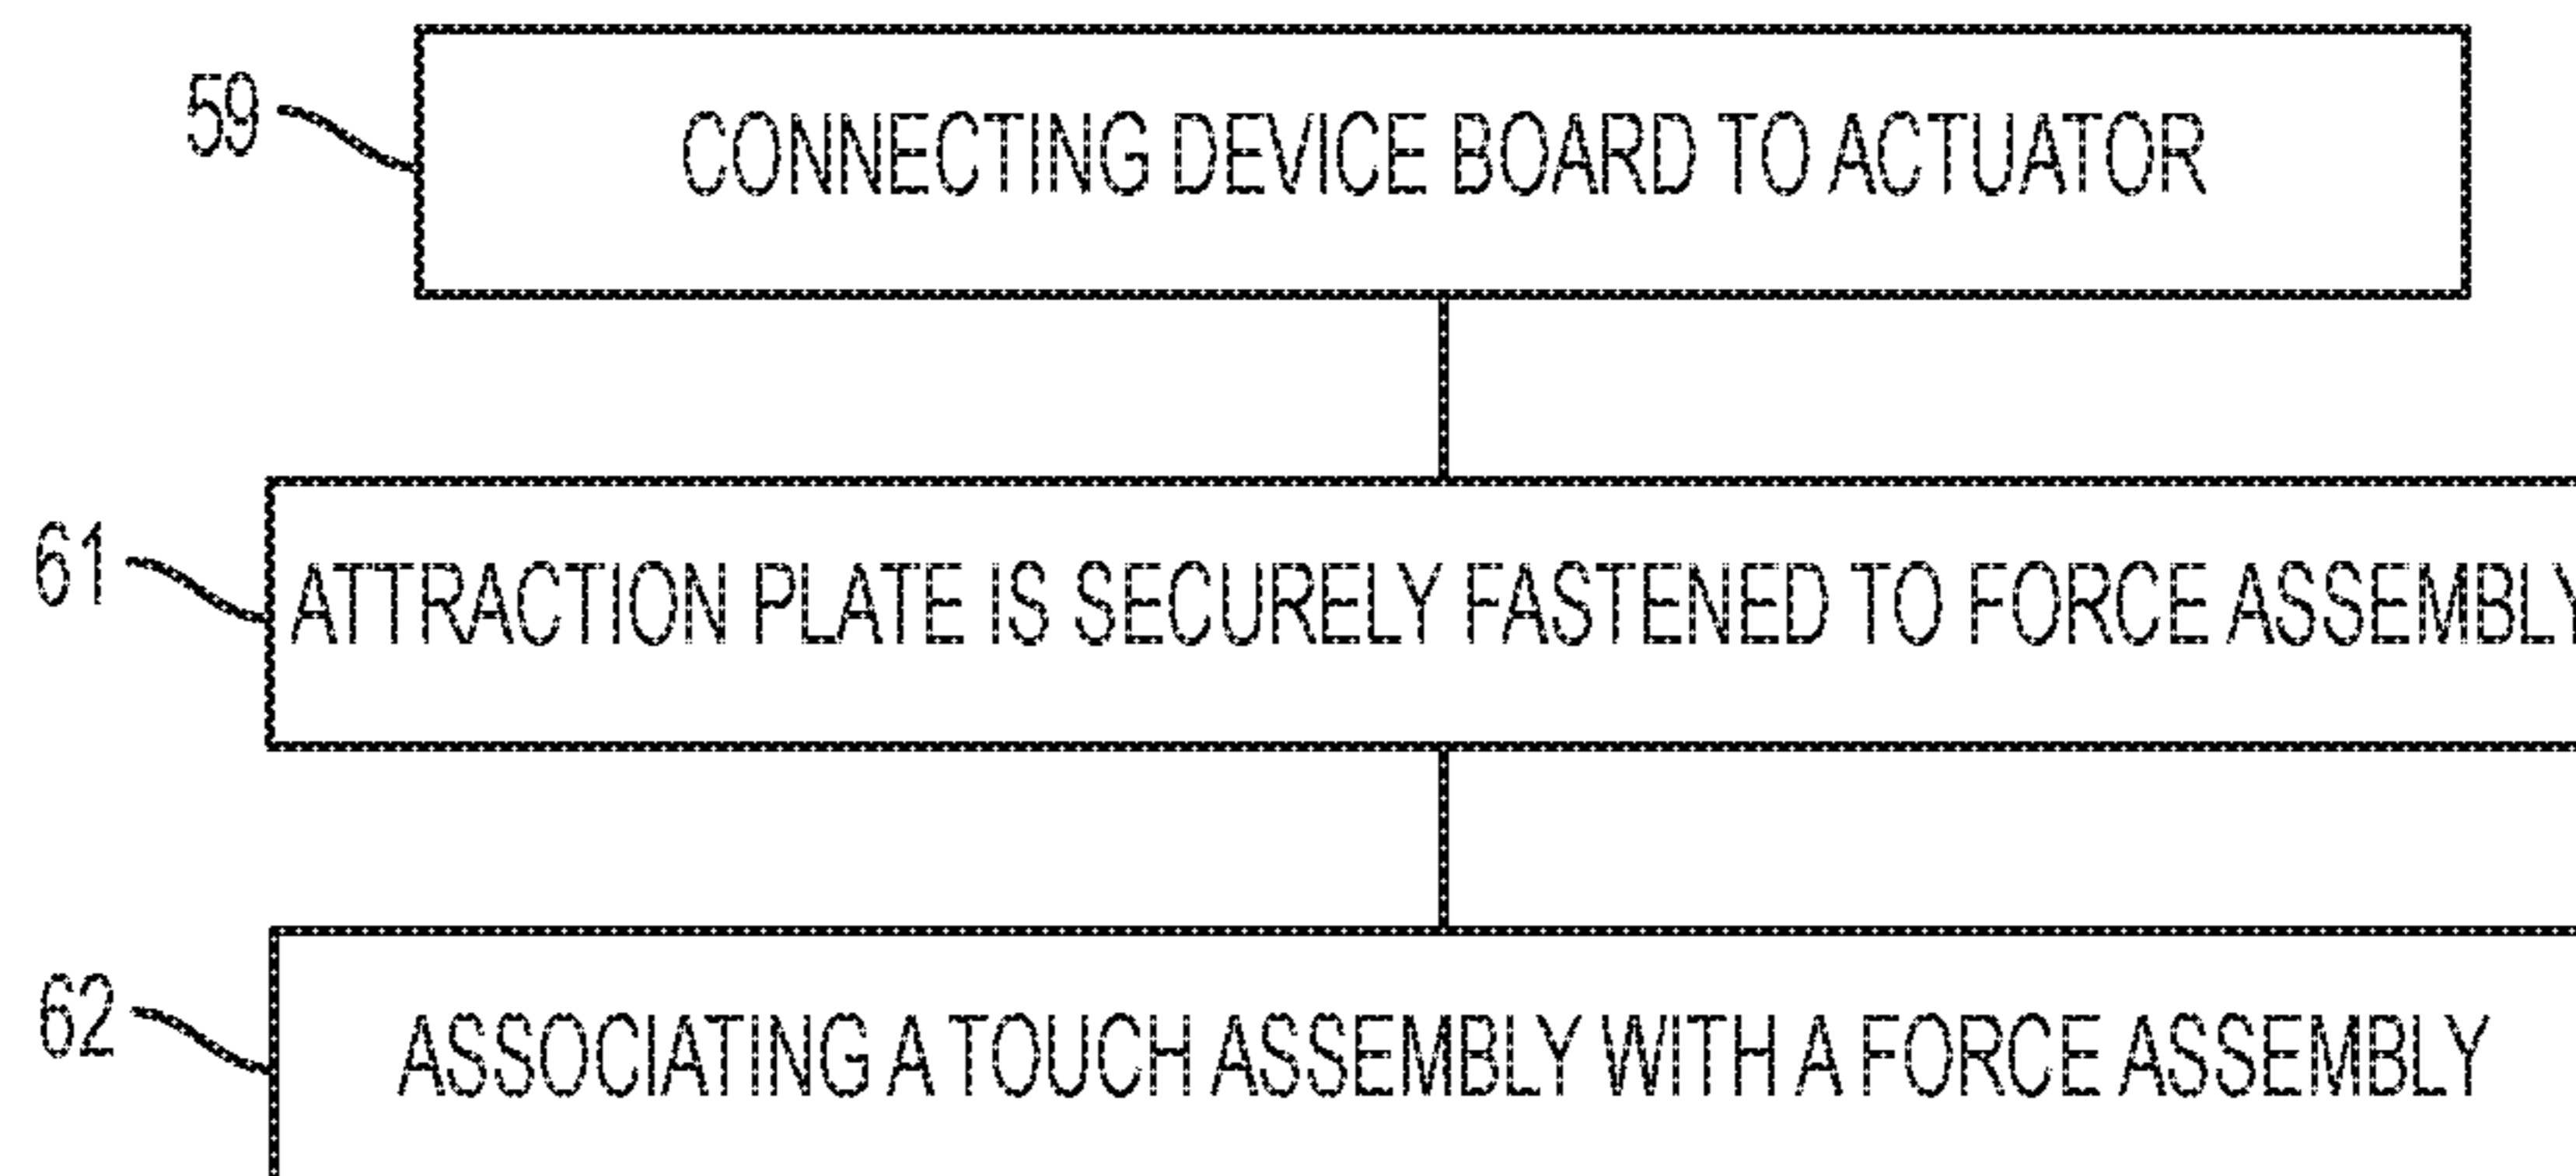 59 CONNECTING DEVICE BOARD TO ACTUATOR
61 ATTRACTION PLATE IS SECURELY FASTENED TO FORCE ASSEMBLY
62 ASSOCIATING A TOUCH ASSEMBLY WITH A FORCE ASSEMBLY